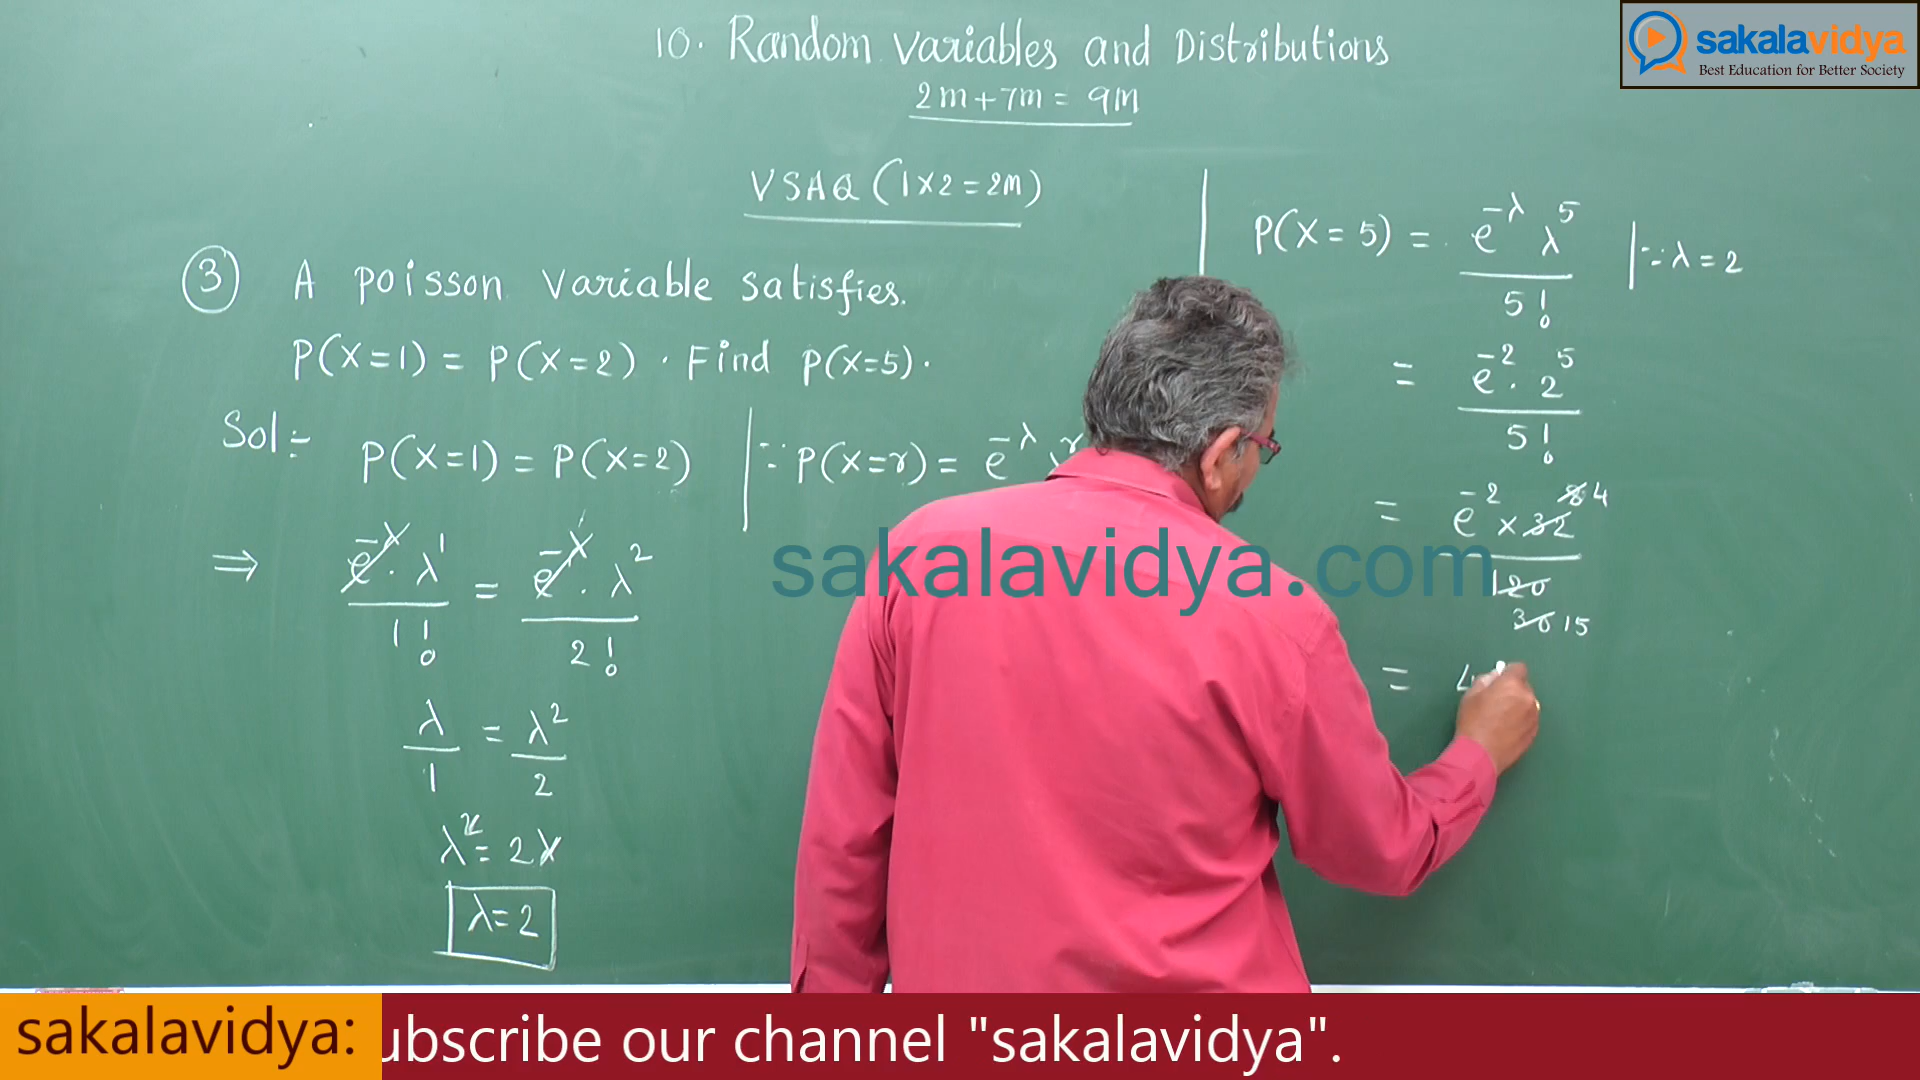 10. Random Variables and Distributions
2m+7m = 9M
VSAQ (1x2=2m)
③ A poisson variable satisfies.
P(X=1) = P(X=2). Find P(X=5).
Sol:- P(X=1) = P(X=2) | ∵ P(X=r) = e^-λ
⇒ e^-λ . λ^1 / 1! = e^-λ . λ^2 / 2!
λ/1 = λ^2/2
λ^2 = 2λ
λ=2
P(X=5) = e^-λ λ^5 / 5! | ∵ λ=2
= e^-2 . 2^5 / 5!
= e^-2 x 32 8 4 / 120 30 15
= 4
sakalavidya
Best Education for Better Society
sakalavidya.com
sakalavidya: ubscribe our channel "sakalavidya".